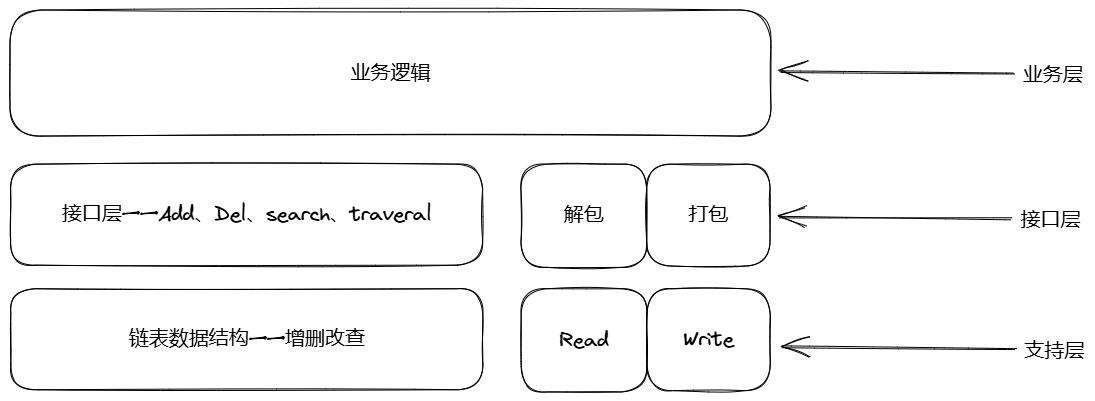 业务逻辑
业务层
接口层——Add、Del、search、traveral
解包
打包
接口层
链表数据结构——增删改查
Read
Write
支持层